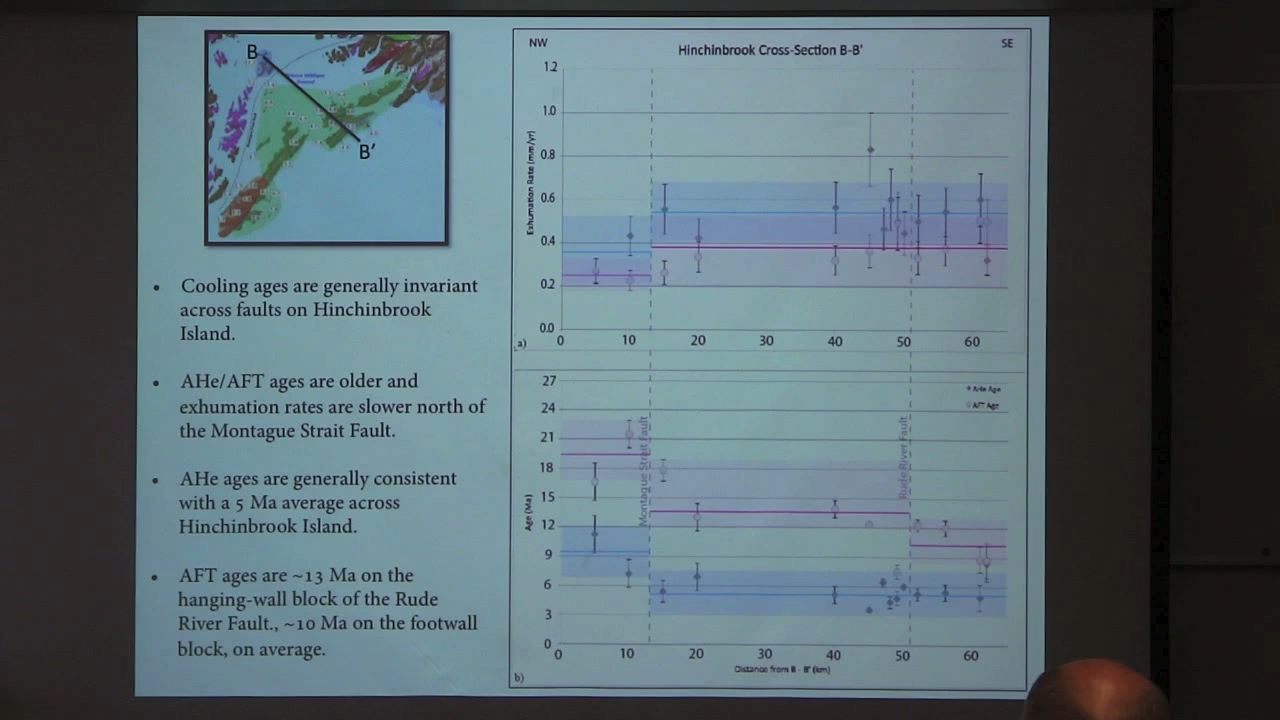 B
B'
• Cooling ages are generally invariant
across faults on Hinchinbrook
Island.
• AHe/AFT ages are older and
exhumation rates are slower north of
the Montague Strait Fault.
• AHe ages are generally consistent
with a 5 Ma average across
Hinchinbrook Island.
• AFT ages are ~13 Ma on the
hanging-wall block of the Rude
River Fault., ~10 Ma on the footwall
block, on average.
NW
Hinchinbrook Cross-Section B-B'
SE
Exhumation Rate (mm/yr)
1.2
1.0
0.8
0.6
0.4
0.2
0.0
a)
0 10 20 30 40 50 60
27
24
21
18
15
12
9
6
3
0
Age (Ma)
AHe Age
AFT Age
Montague Strait Fault
Rude River Fault
0 10 20 30 40 50 60
Distance from B - B' (km)
b)